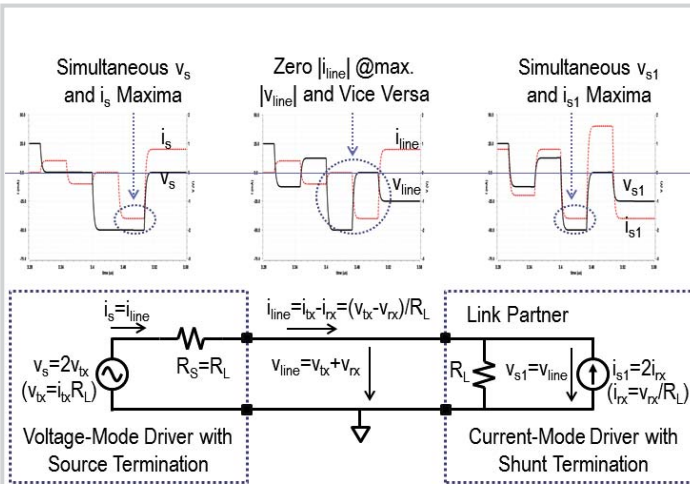 Simultaneous vs
and is Maxima
Zero |iline| @max.
|vline| and Vice Versa
Simultaneous vs1
and is1 Maxima
is
vs
iline
vline
vs1
is1
is=iline
iline=itx-irx=(vtx-vrx)/RL
Link Partner
vs=2vtx
(vtx=itxRL)
RS=RL
vline=vtx+vrx
RL
vs1=vline
is1=2irx
(irx=vrx/RL)
Voltage-Mode Driver with
Source Termination
Current-Mode Driver with
Shunt Termination